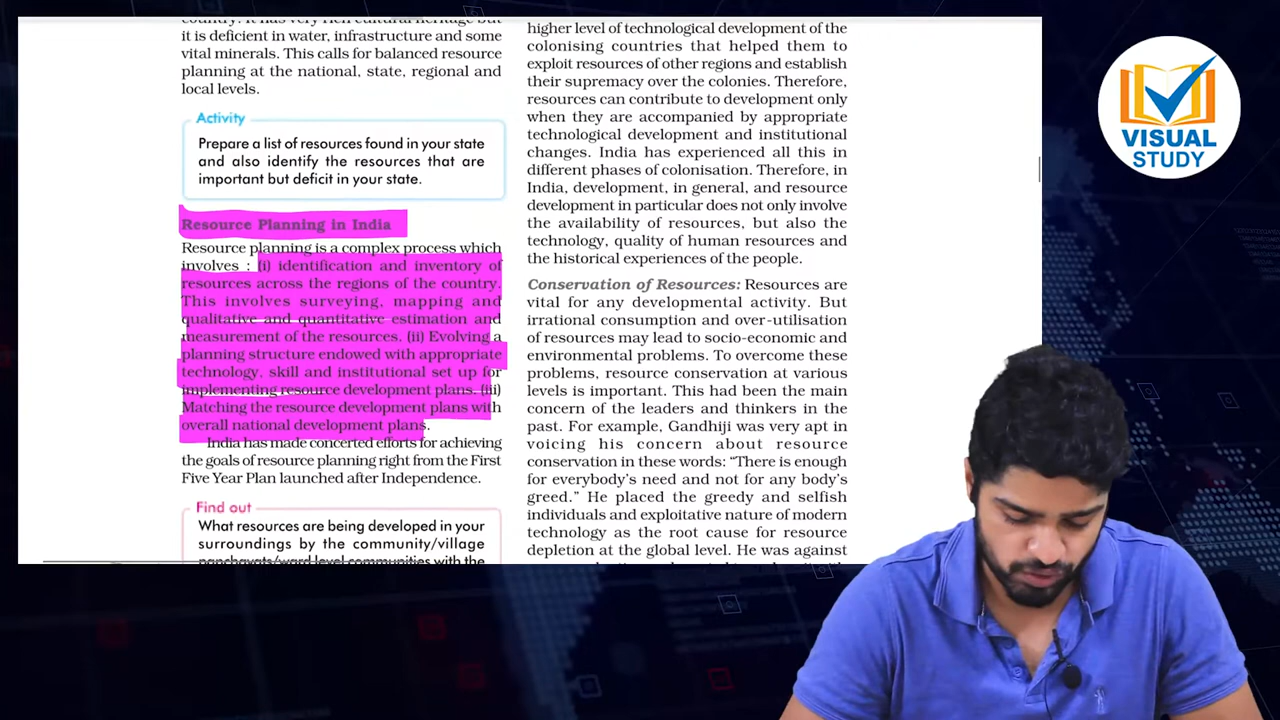 country. It has very rich cultural heritage but
it is deficient in water, infrastructure and some
vital minerals. This calls for balanced resource
planning at the national, state, regional and
local levels.
Activity
Prepare a list of resources found in your state
and also identify the resources that are
important but deficit in your state.
Resource Planning in India
Resource planning is a complex process which
involves : (i) identification and inventory of
resources across the regions of the country.
This involves surveying, mapping and
qualitative and quantitative estimation and
measurement of the resources. (ii) Evolving a
planning structure endowed with appropriate
technology, skill and institutional set up for
implementing resource development plans. (iii)
Matching the resource development plans with
overall national development plans.
India has made concerted efforts for achieving
the goals of resource planning right from the First
Five Year Plan launched after Independence.
Find out
What resources are being developed in your
surroundings by the community/village
panchayats/ward level communities with the
higher level of technological development of the
colonising countries that helped them to
exploit resources of other regions and establish
their supremacy over the colonies. Therefore,
resources can contribute to development only
when they are accompanied by appropriate
technological development and institutional
changes. India has experienced all this in
different phases of colonisation. Therefore, in
India, development, in general, and resource
development in particular does not only involve
the availability of resources, but also the
technology, quality of human resources and
the historical experiences of the people.
Conservation of Resources: Resources are
vital for any developmental activity. But
irrational consumption and over-utilisation
of resources may lead to socio-economic and
environmental problems. To overcome these
problems, resource conservation at various
levels is important. This had been the main
concern of the leaders and thinkers in the
past. For example, Gandhiji was very apt in
voicing his concern about resource
conservation in these words: “There is enough
for everybody’s need and not for any body’s
greed.” He placed the greedy and selfish
individuals and exploitative nature of modern
technology as the root cause for resource
depletion at the global level. He was against
VISUAL
STUDY